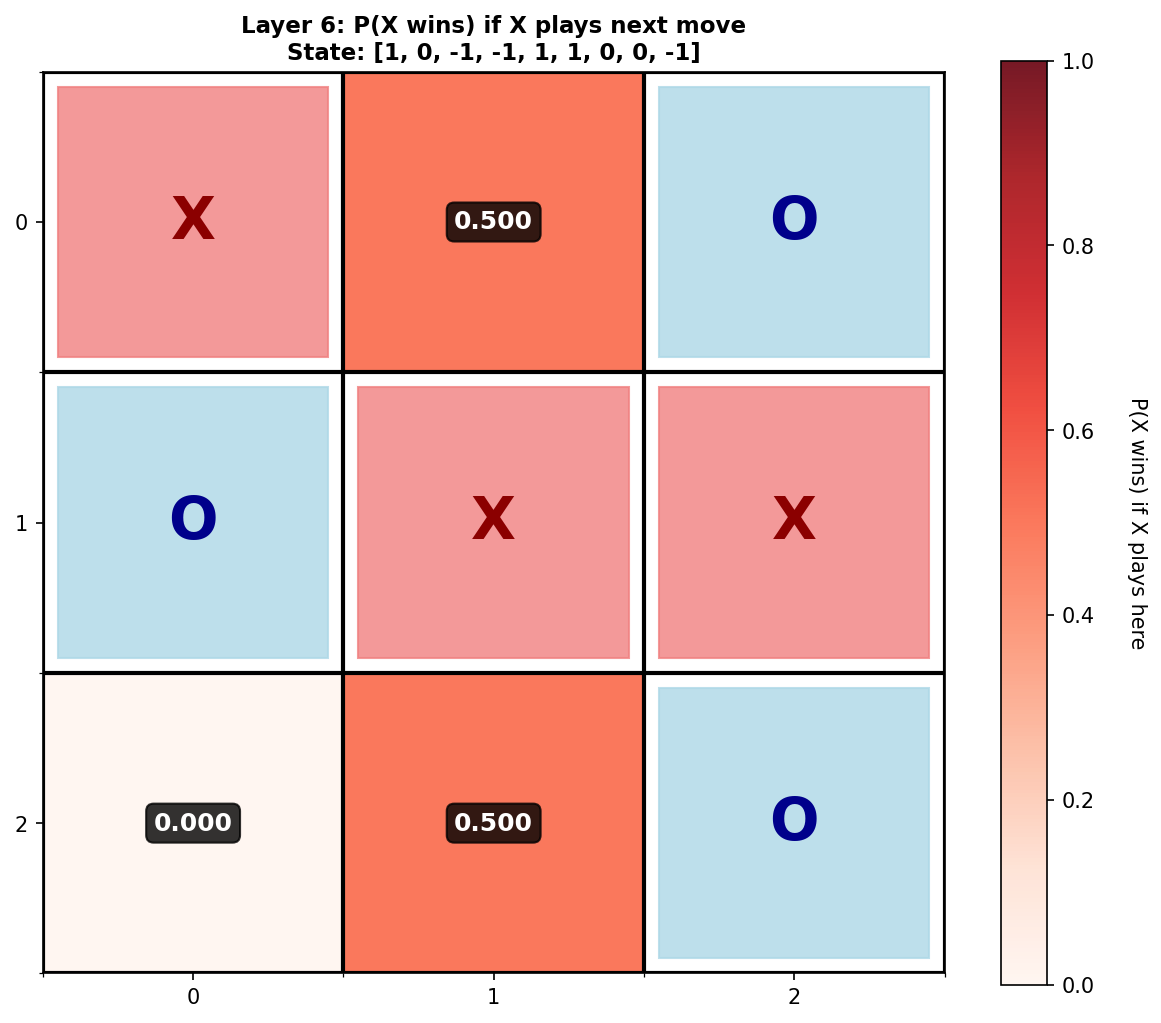 Layer 6: P(X wins) if X plays next move
State: [1, 0, -1, -1, 1, 1, 0, 0, -1]
X
0.500
O
O
X
X
0.000
0.500
O
0
1
2
0
1
2
1.0
0.8
0.6
0.4
0.2
0.0
P(X wins) if X plays here